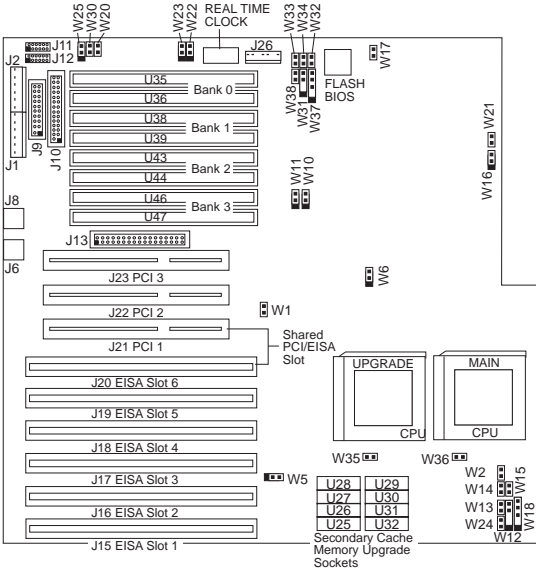 W25
W30
W20
W23
W22
REAL TIME
CLOCK
J26
W33
W34
W32
W17
J11
J12
J2
J1
J9
J10
U35
Bank 0
U36
U38
Bank 1
U39
U43
Bank 2
U44
U46
Bank 3
U47
W38
W31
W37
FLASH
BIOS
W21
W16
W11
W10
J8
J6
J13
W6
J23 PCI 3
J22 PCI 2
W1
J21 PCI 1
Shared
PCI/EISA
Slot
J20 EISA Slot 6
J19 EISA Slot 5
J18 EISA Slot 4
J17 EISA Slot 3
J16 EISA Slot 2
J15 EISA Slot 1
UPGRADE
CPU
MAIN
CPU
W35
W36
W5
U28
U29
U27
U30
U26
U31
U25
U32
Secondary Cache
Memory Upgrade
Sockets
W2
W15
W14
W13
W18
W24
W12